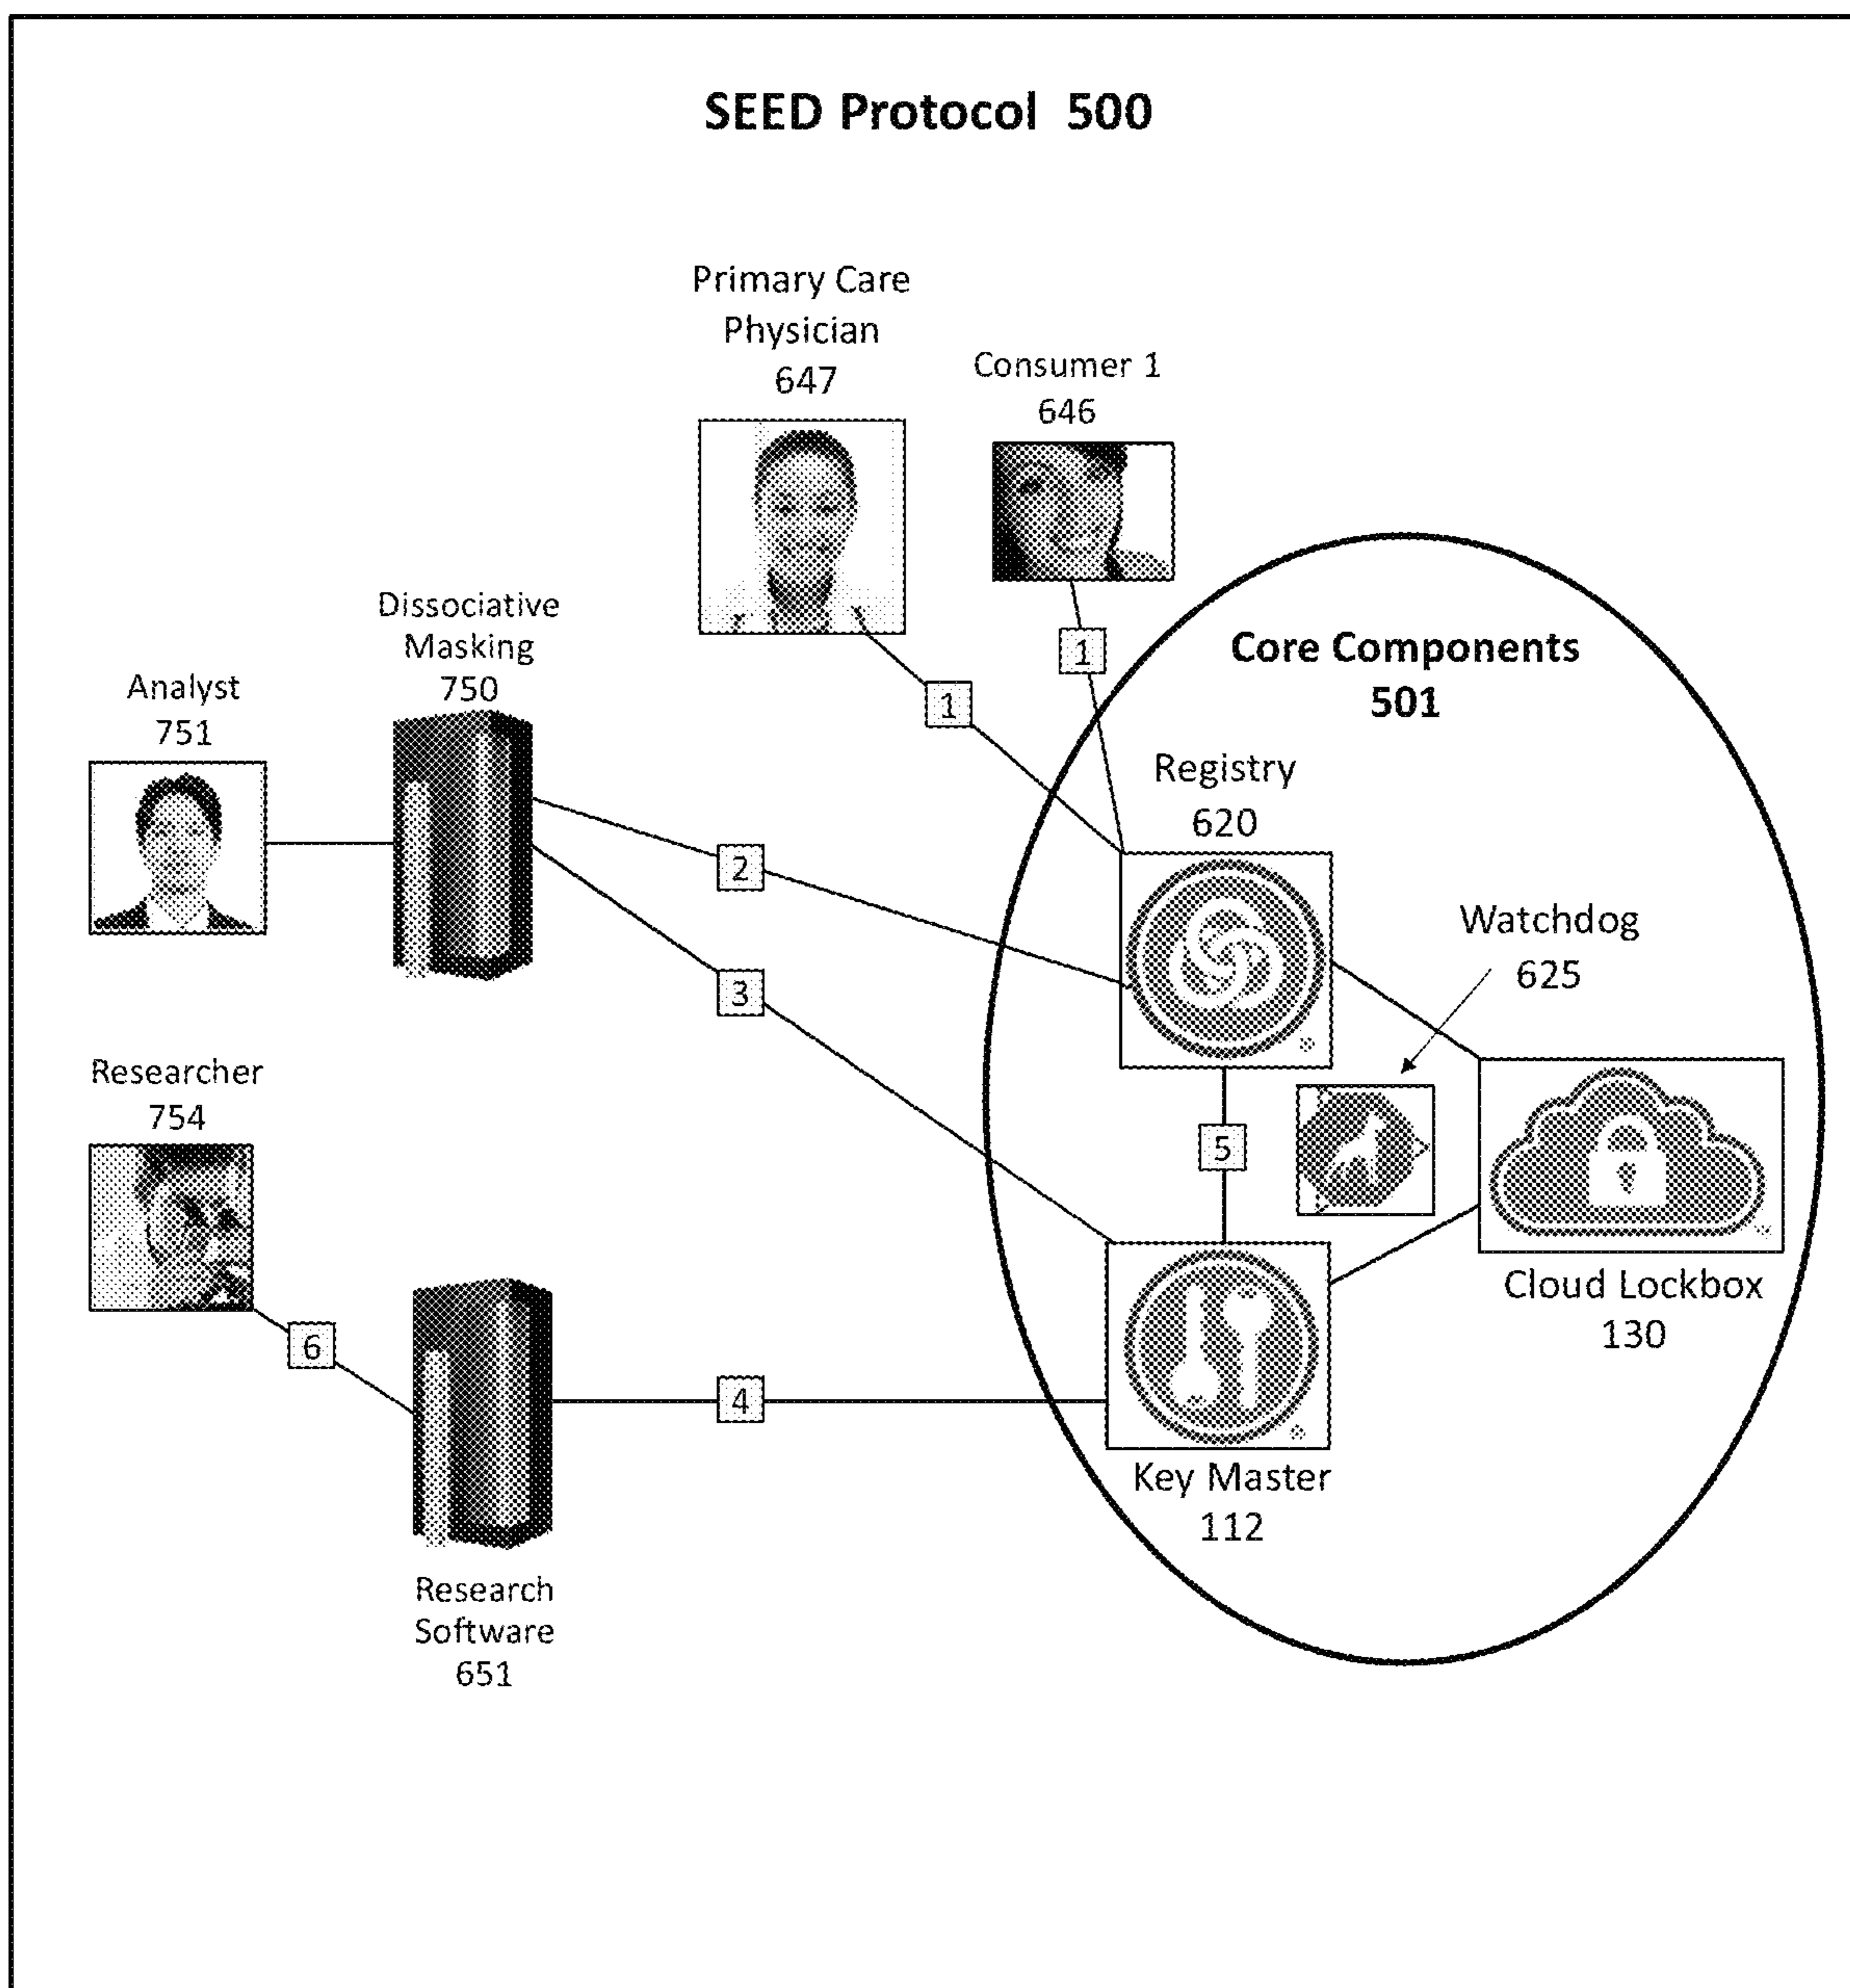 SEED Protocol 500
Primary Care
Physician
647
Consumer 1
646
1
1
Core Components
501
Dissociative
Masking
750
Analyst
751
Registry
620
2
Watchdog
625
3
Researcher
754
5
6
4
Cloud Lockbox
130
Key Master
112
Research
Software
651